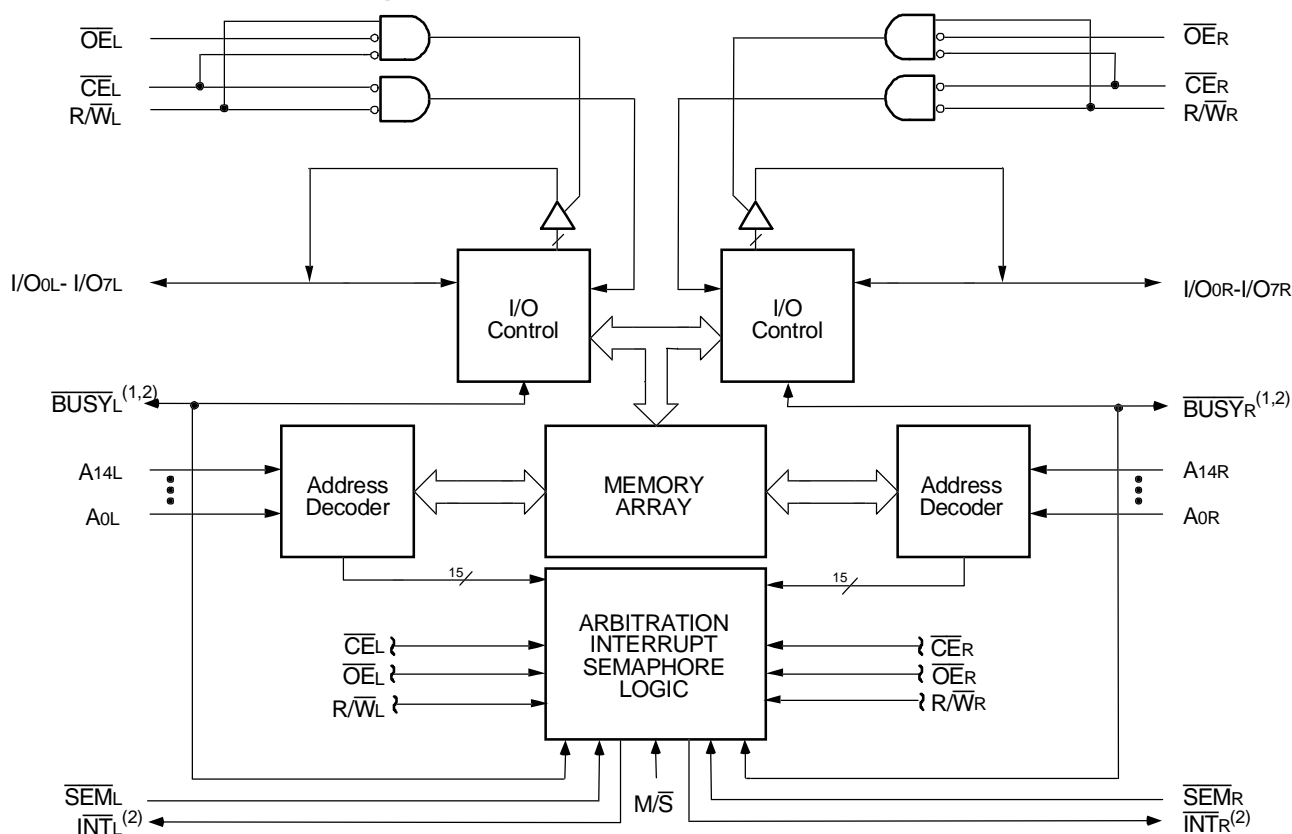 OEL
OER
CEL
CER
R/WL
R/WR
I/O0L- I/O7L
I/O Control
I/O Control
I/O0R-I/O7R
BUSYL(1,2)
BUSYR(1,2)
A14L
A0L
Address Decoder
MEMORY ARRAY
Address Decoder
A14R
A0R
15
15
ARBITRATION
INTERRUPT
SEMAPHORE
LOGIC
CEL
OEL
R/WL
CER
OER
R/WR
SEML
M/S
SEMR
INTL(2)
INTR(2)